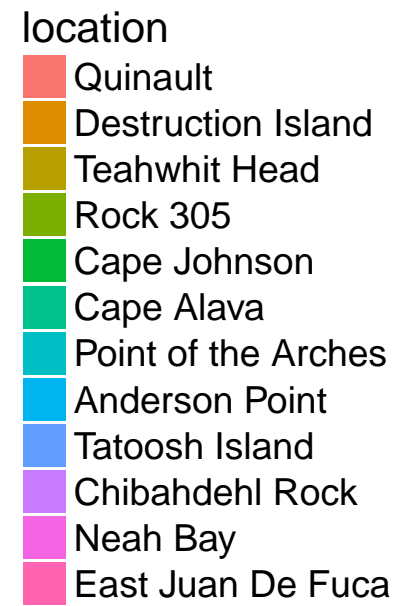 location
Quinault
Destruction Island
Teahwhit Head
Rock 305
Cape Johnson
Cape Alava
Point of the Arches
Anderson Point
Tatoosh Island
Chibahdehl Rock
Neah Bay
East Juan De Fuca